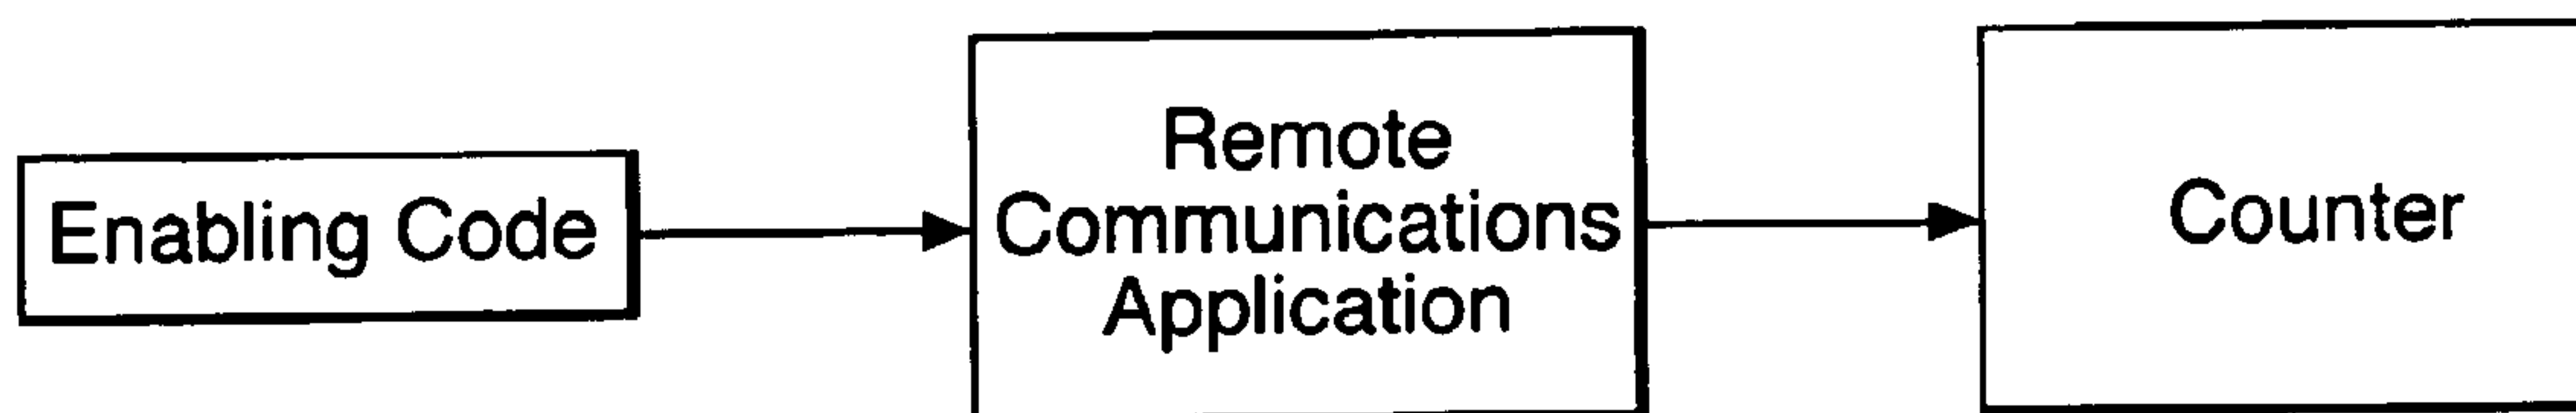 Enabling Code
Remote
Communications
Application
Counter